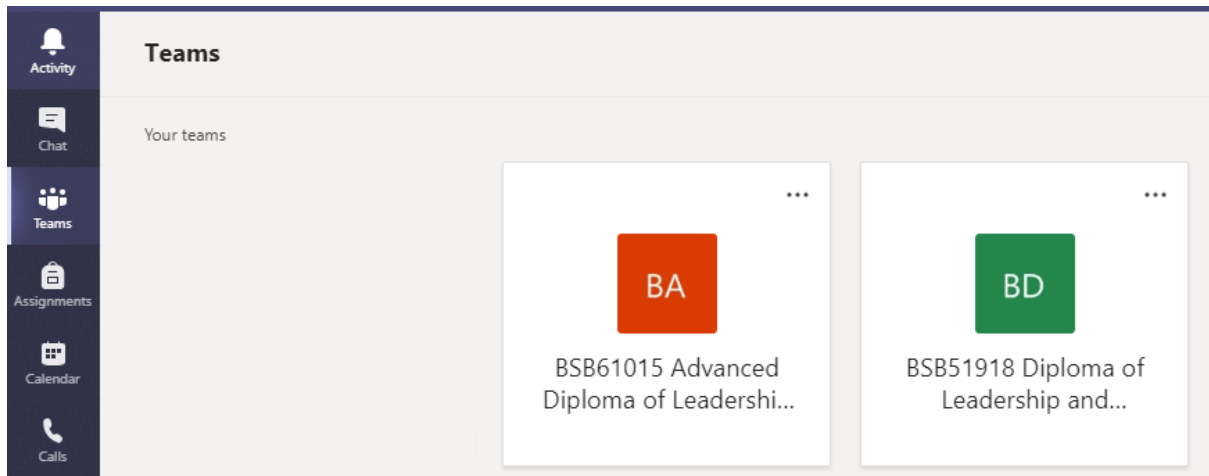 Activity
Chat
Teams
Assignments
Calendar
Calls
Teams
Your teams
...
BA
BSB61015 Advanced
Diploma of Leadershi...
...
BD
BSB51918 Diploma of
Leadership and...